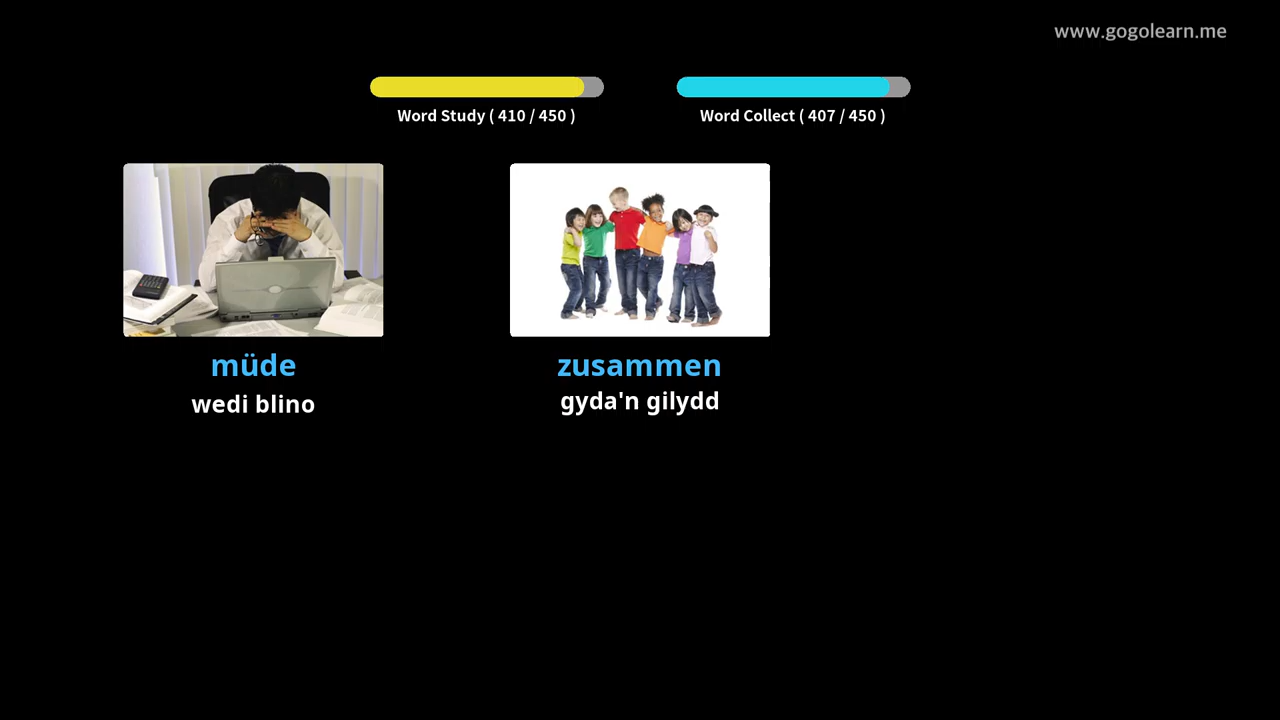 www.gogolearn.me
Word Study ( 410 / 450 )
Word Collect ( 407 / 450 )
müde
wedi blino
zusammen
gyda'n gilydd